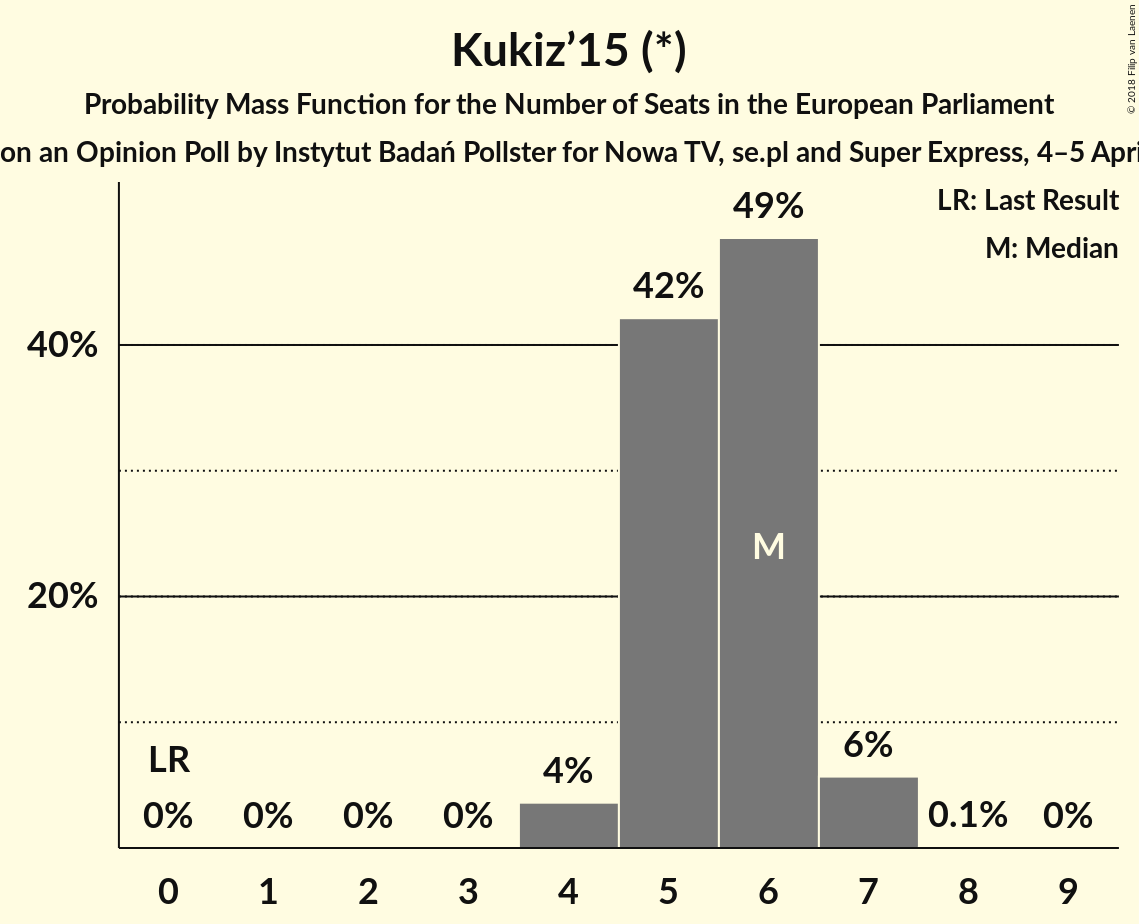 Kukiz’15 (*)
Probability Mass Function for the Number of Seats in the European Parliament
on an Opinion Poll by Instytut Badań Pollster for Nowa TV, se.pl and Super Express, 4–5 Apri
© 2018 Filip van Laenen
LR: Last Result
M: Median
49%
42%
40%
M
20%
6%
LR
4%
0% 0% 0% 0% 0.1% 0%
0 1 2 3 4 5 6 7 8 9